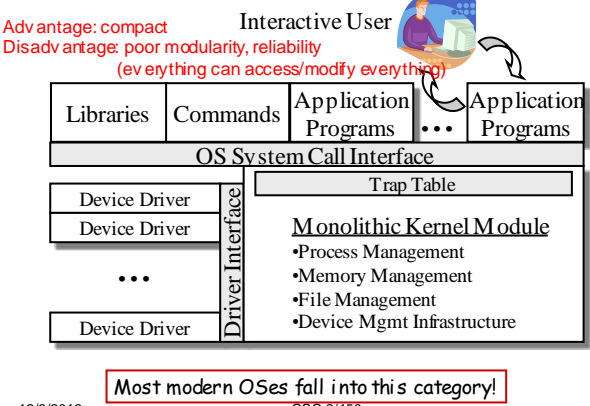 Interactive User
Advantage: compact
Disadvantage: poor modularity, reliability
(everything can access/modify everything)
Libraries
Commands
Application
Programs
...
Application
Programs
OS System Call Interface
Trap Table
Device Driver
Device Driver
...
Device Driver
Driver Interface
Monolithic Kernel Module
•Process Management
•Memory Management
•File Management
•Device Mgmt Infrastructure
Most modern OSes fall into this category!